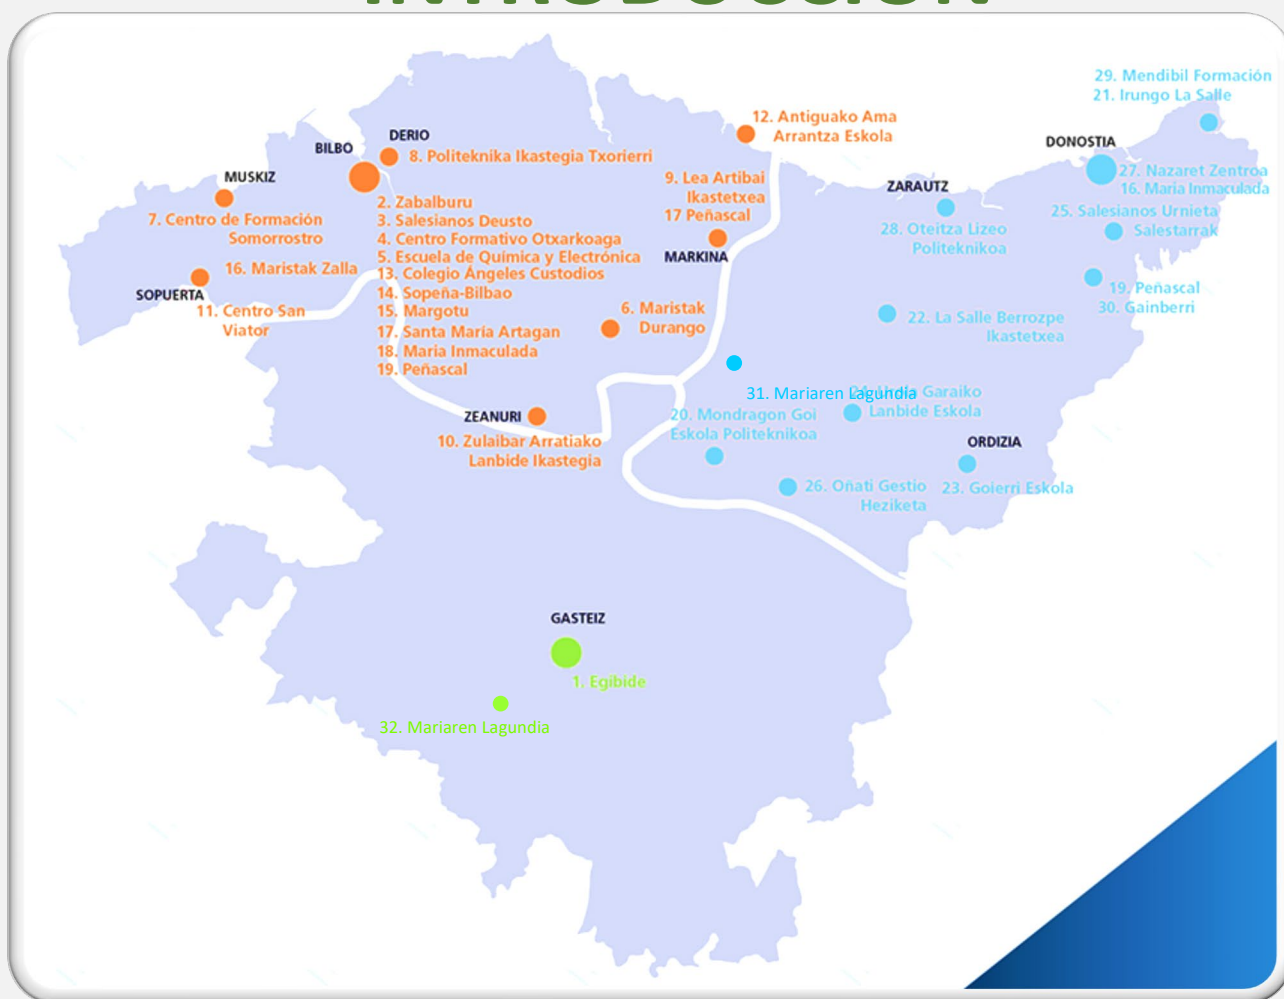 INTRODUCCIÓN
29. Mendibil Formación
21. Irungo La Salle
12. Antiguako Ama
Arrantza Eskola
DONOSTIA
27. Nazaret Zentroa
16. Maria Inmaculada
25. Salesianos Urnieta
Salestarrak
19. Peñascal
30. Gainberri
ZARAUTZ
28. Oteitza Lizeo
Politeknikoa
22. La Salle Berrozpe
Ikastetxea
DERIO
8. Politeknika Ikastegia Txorierri
BILBO
2. Zabalburu
3. Salesianos Deusto
4. Centro Formativo Otxarkoaga
5. Escuela de Química y Electrónica
13. Colegio Ángeles Custodios
14. Sopeña-Bilbao
15. Margotu
17. Santa María Artagan
18. Maria Inmaculada
19. Peñascal
MUSKIZ
7. Centro de Formación
Somorrostro
16. Maristak Zalla
SOPUERTA
11. Centro San
Viator
9. Lea Artibai
Ikastetxea
17 Peñascal
MARKINA
6. Maristak
Durango
ZEANURI
10. Zulaibar Arratiako
Lanbide Ikastegia
31. Mariaren Lagundia
Garaiko
Lanbide Eskola
20. Mondragon Goi
Eskola Politeknikoa
ORDIZIA
23. Goierri Eskola
26. Oñati Gestio
Heziketa
GASTEIZ
1. Egibide
32. Mariaren Lagundia